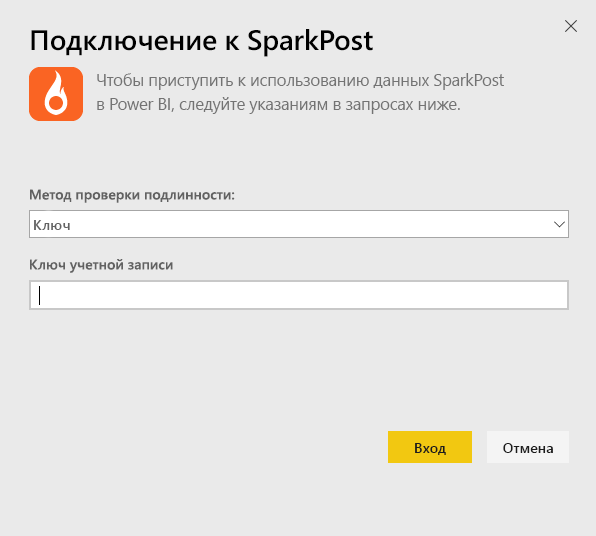 Подключение к SparkPost
Чтобы приступить к использованию данных SparkPost
в Power BI, следуйте указаниям в запросах ниже.
Метод проверки подлинности:
Ключ
Ключ учетной записи
Вход
Отмена